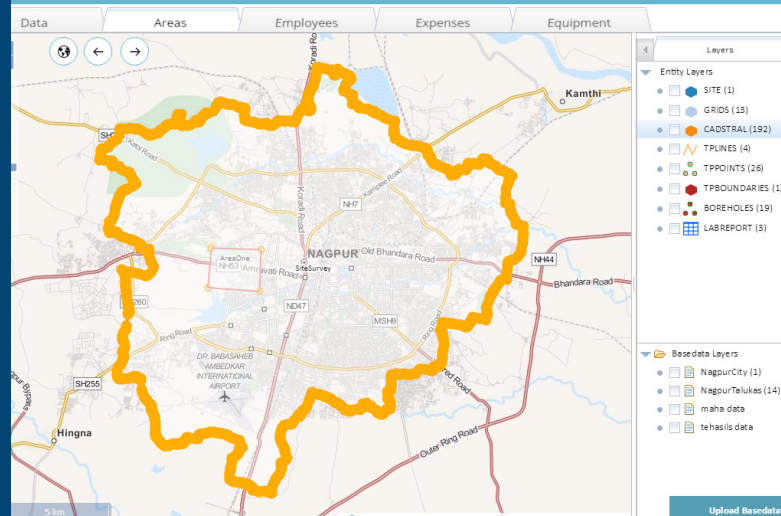 Data
Areas
Employees
Expenses
Equipment
Layers
Entity Layers
SITE (1)
GRIDS (13)
CADSTRAL (192)
TPLINES (4)
TPPOINTS (26)
TPBOUNDARIES (1)
BOREHOLES (19)
LABREPORT (3)
Basedata Layers
NagpurCity (1)
NagpurTalukas (14)
maha data
tehasils data
Upload Basedata
Koradi Ro
Kamthi
SH
Katol Road
Kamptee Road
NH7
Koradi Road
NAGPUR
Old Bhandara Road
AreaOne
NH53
Amravati Road
SiteSurvey
NH44
Bhandara Road
260
ND47
MSH9
Ring Road
Ring Road
DR. BABASAHEB
AMBEDKAR
INTERNATIONAL
AIRPORT
SH255
pur Bypass
Hingna
red Road
Outer Ring Road
5 km